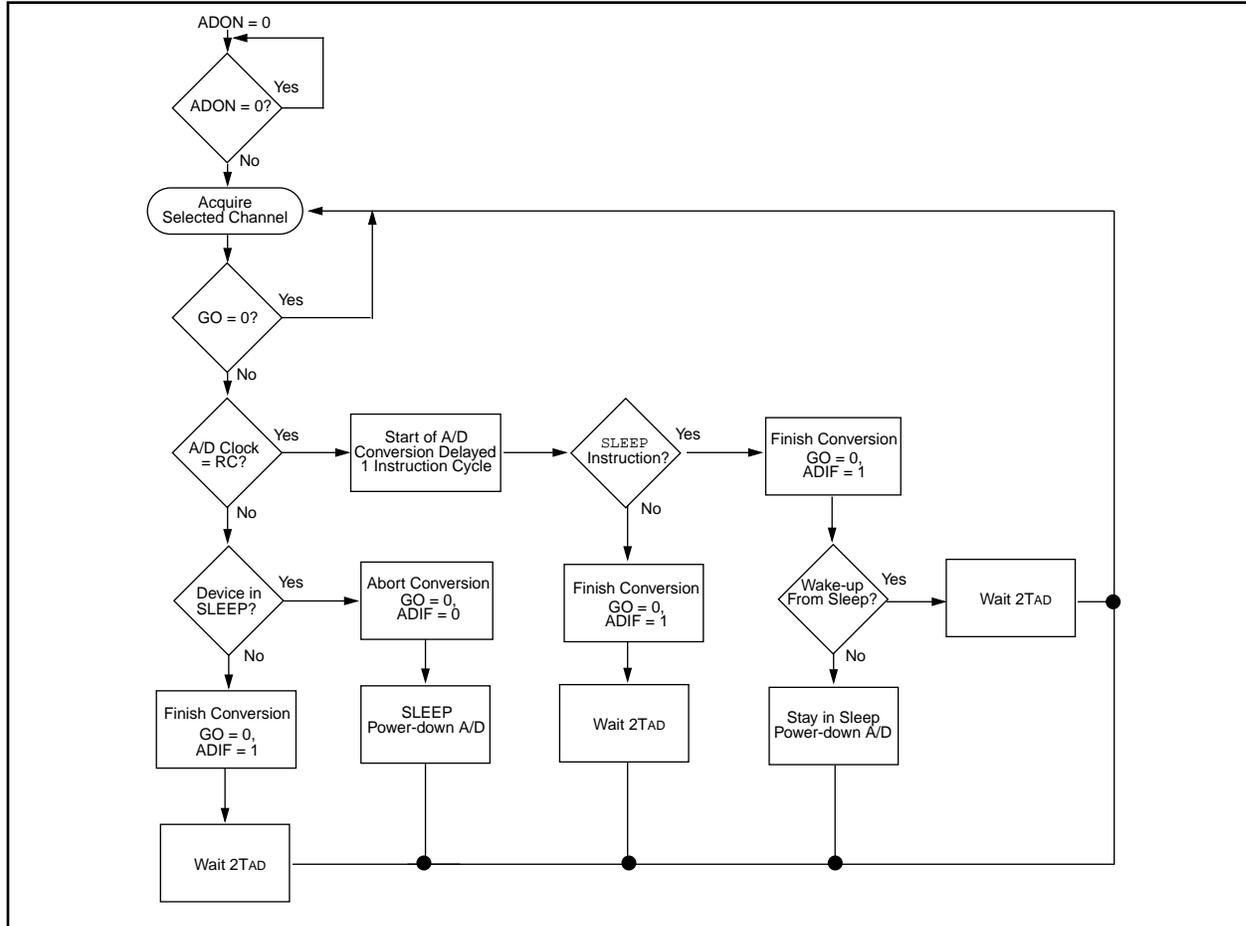 ADON = 0
Yes
ADON = 0?
No
Acquire
Selected Channel
Yes
GO = 0?
No
A/D Clock
= RC?
Yes
Start of A/D
Conversion Delayed
1 Instruction Cycle
SLEEP
Instruction?
Yes
Finish Conversion
GO = 0,
ADIF = 1
No
No
Device in
SLEEP?
Yes
Abort Conversion
GO = 0,
ADIF = 0
Finish Conversion
GO = 0,
ADIF = 1
Wake-up
From Sleep?
Yes
Wait 2TAD
No
No
Finish Conversion
GO = 0,
ADIF = 1
SLEEP
Power-down A/D
Wait 2TAD
Stay in Sleep
Power-down A/D
Wait 2TAD